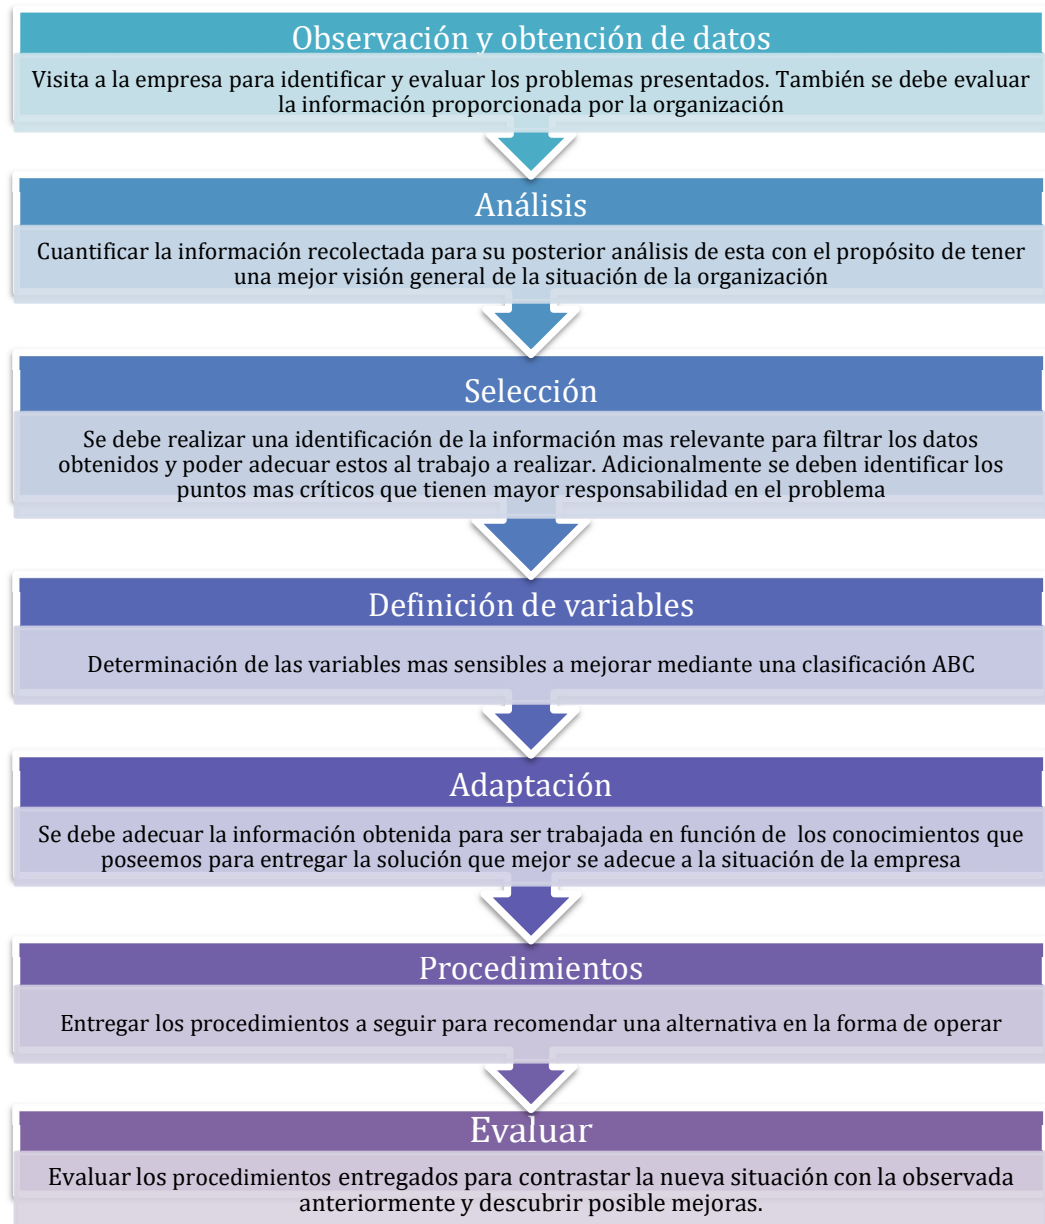 Observación y obtención de datos
Visita a la empresa para identificar y evaluar los problemas presentados. También se debe evaluar
la información proporcionada por la organización
Análisis
Cuantificar la información recolectada para su posterior análisis de esta con el propósito de tener
una mejor visión general de la situación de la organización
Selección
Se debe realizar una identificación de la información mas relevante para filtrar los datos
obtenidos y poder adecuar estos al trabajo a realizar. Adicionalmente se deben identificar los
puntos mas críticos que tienen mayor responsabilidad en el problema
Definición de variables
Determinación de las variables mas sensibles a mejorar mediante una clasificación ABC
Adaptación
Se debe adecuar la información obtenida para ser trabajada en función de  los conocimientos que
poseemos para entregar la solución que mejor se adecue a la situación de la empresa
Procedimientos
Entregar los procedimientos a seguir para recomendar una alternativa en la forma de operar
Evaluar
Evaluar los procedimientos entregados para contrastar la nueva situación con la observada
anteriormente y descubrir posible mejoras.